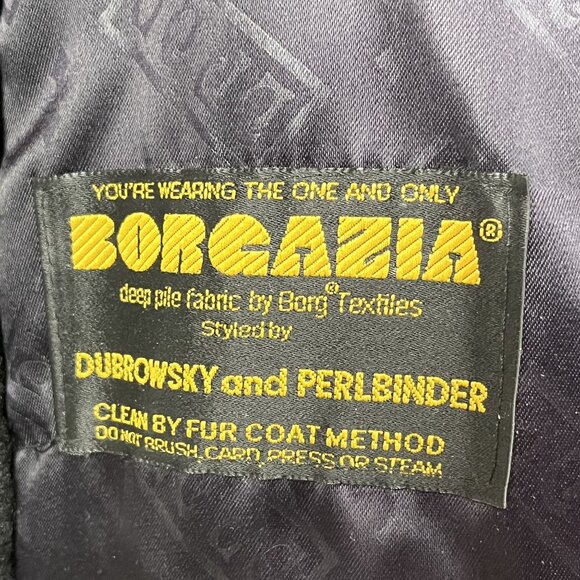 YOU'RE WEARING THE ONE AND ONLY
BORGAZIA®
deep pile fabric by Borg® Textiles
Styled by
DUBROWSKY and PERLBINDER
CLEAN BY FUR COAT METHOD
DO NOT BRUSH, CARD, PRESS OR STEAM